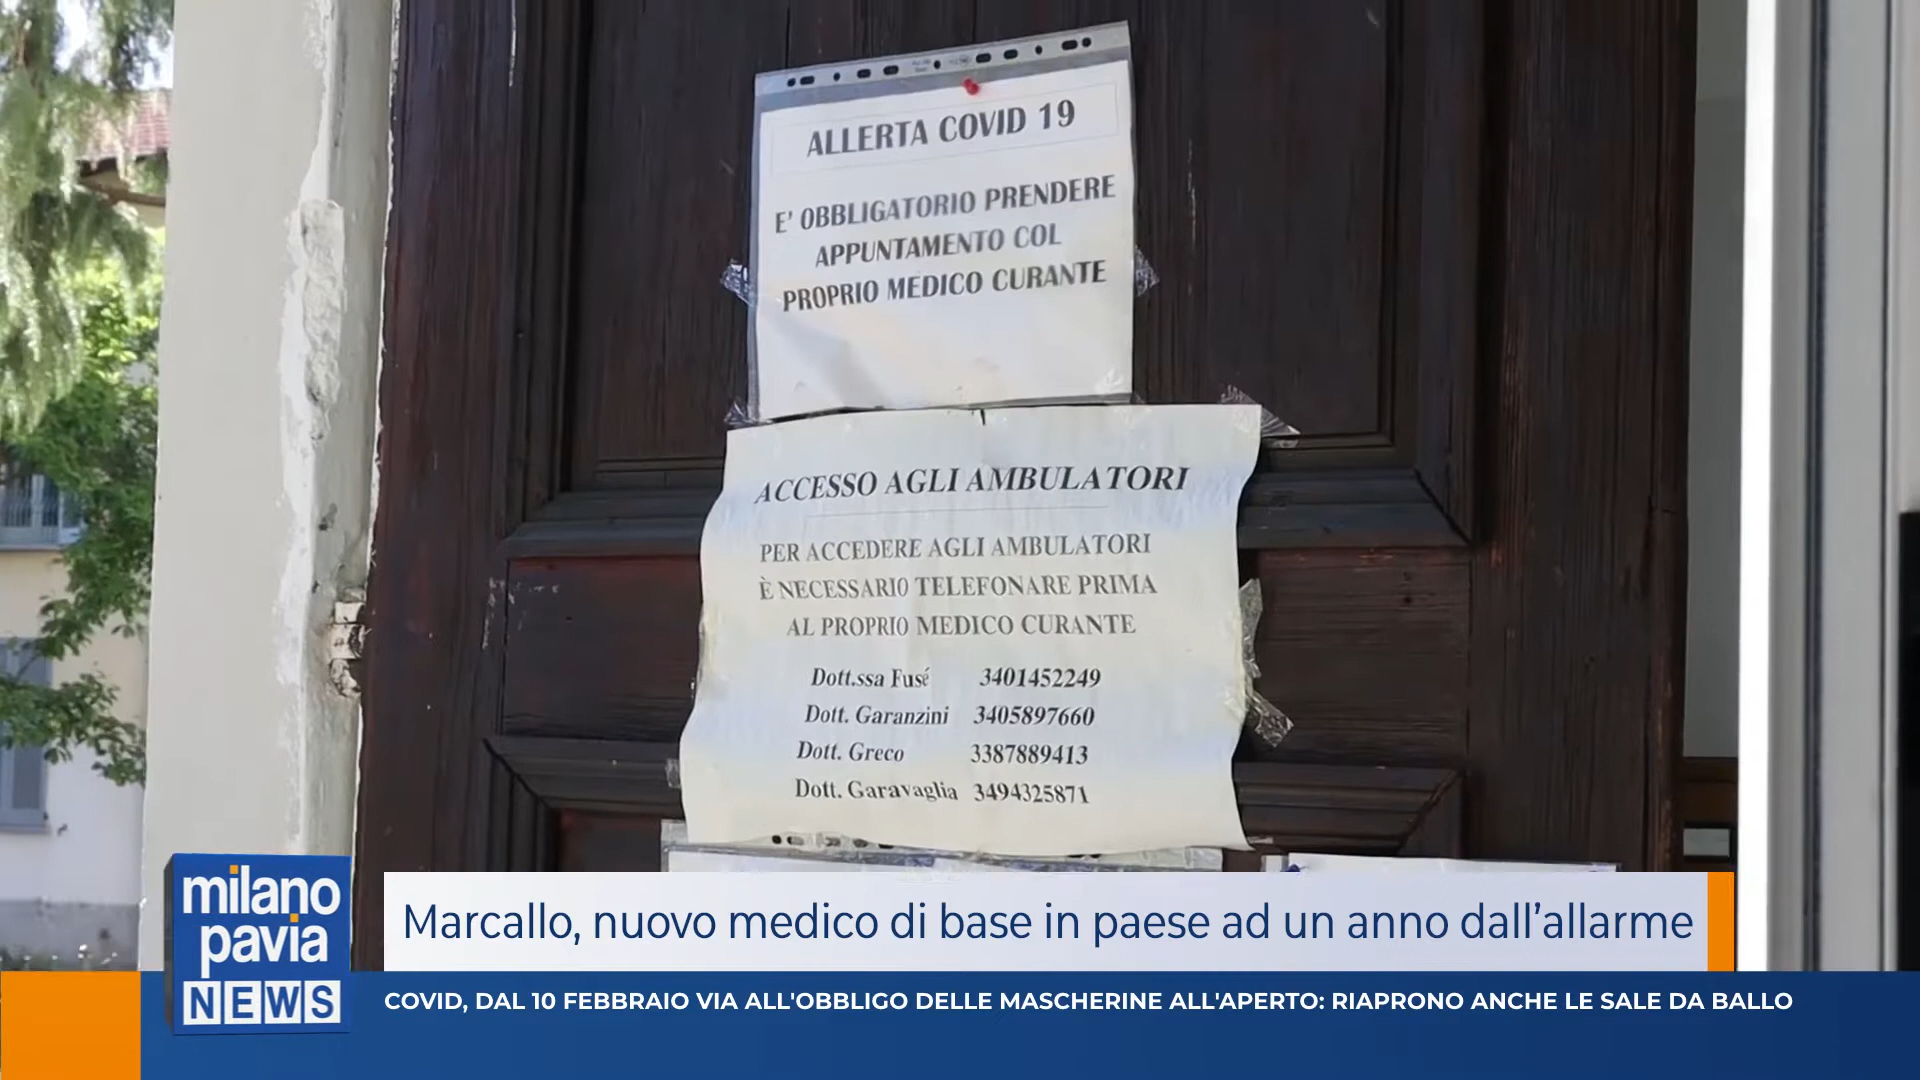 ALLERTA COVID 19
E' OBBLIGATORIO PRENDERE
APPUNTAMENTO COL
PROPRIO MEDICO CURANTE
ACCESSO AGLI AMBULATORI
PER ACCEDERE AGLI AMBULATORI
È NECESSARIO TELEFONARE PRIMA
AL PROPRIO MEDICO CURANTE
Dott.ssa Fusé 3401452249
Dott. Garanzini 3405897660
Dott. Greco 3387889413
Dott. Garavaglia 3494325871
milano
pavia
NEWS
Marcallo, nuovo medico di base in paese ad un anno dall’allarme
COVID, DAL 10 FEBBRAIO VIA ALL'OBBLIGO DELLE MASCHERINE ALL'APERTO: RIAPRONO ANCHE LE SALE DA BALLO